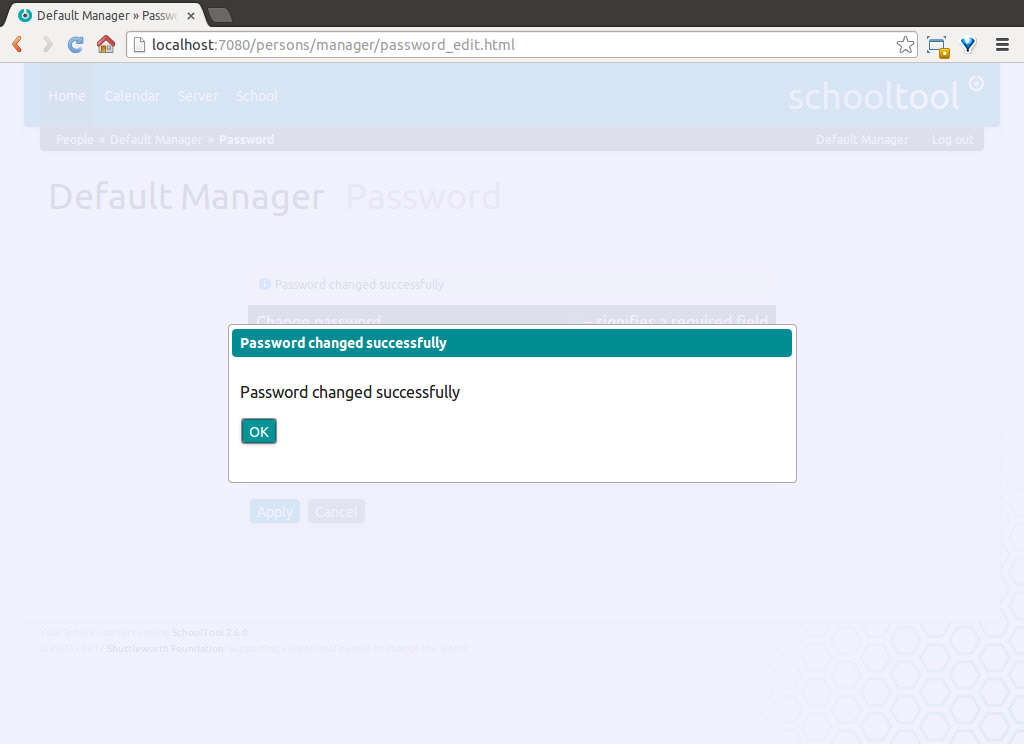 Default Manager » Passw
localhost:7080/persons/manager/password_edit.html
Home Calendar Server School
schooltool
People » Default Manager » Password
Default Manager Log out
Default Manager Password
Password changed successfully
Change password – signifies a required field
Password changed successfully
Password changed successfully
OK
Apply Cancel
Your School - server running SchoolTool 2.6.0
© 2003 - 2012 Shuttleworth Foundation. Supporting exceptional people to change the world.